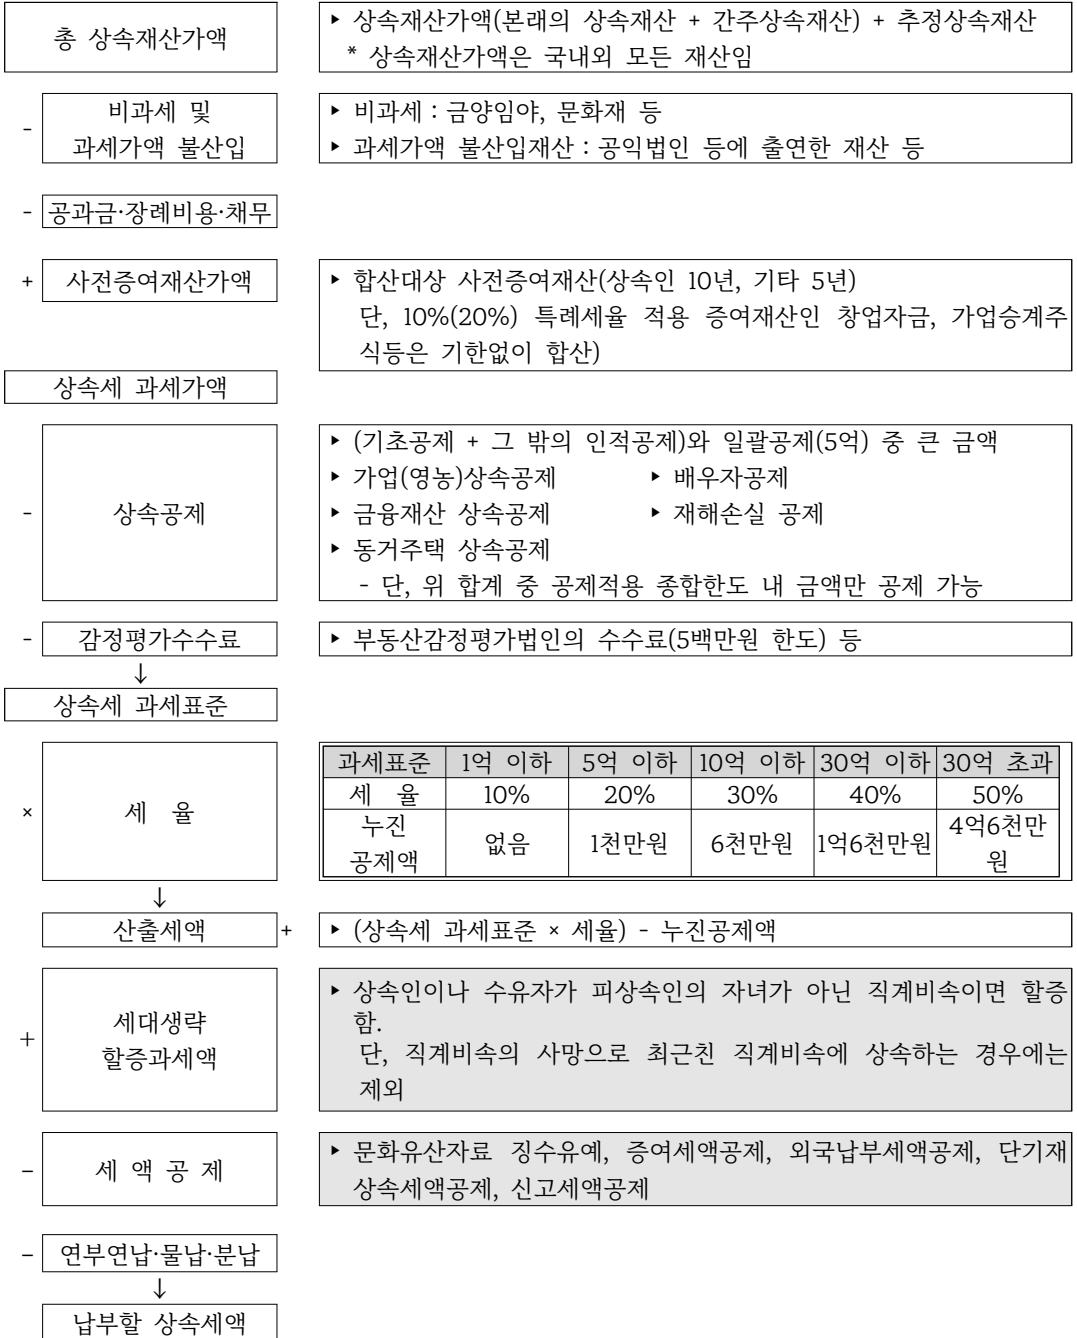 총 상속재산가액
▸ 상속재산가액(본래의 상속재산 + 간주상속재산) + 추정상속재산
* 상속재산가액은 국내외 모든 재산임
-
비과세 및
과세가액 불산입
▸ 비과세 : 금양임야, 문화재 등
▸ 과세가액 불산입재산 : 공익법인 등에 출연한 재산 등
- 공과금·장례비용·채무
+ 사전증여재산가액
▸ 합산대상 사전증여재산(상속인 10년, 기타 5년)
단, 10%(20%) 특례세율 적용 증여재산인 창업자금, 가업승계주
식등은 기한없이 합산)
상속세 과세가액
- 상속공제
▸ (기초공제 + 그 밖의 인적공제)와 일괄공제(5억) 중 큰 금액
▸ 가업(영농)상속공제 ▸ 배우자공제
▸ 금융재산 상속공제 ▸ 재해손실 공제
▸ 동거주택 상속공제
- 단, 위 합계 중 공제적용 종합한도 내 금액만 공제 가능
- 감정평가수수료 ▸ 부동산감정평가법인의 수수료(5백만원 한도) 등
↓
상속세 과세표준
× 세 율
과세표준 1억 이하 5억 이하 10억 이하 30억 이하 30억 초과
세 율 10% 20% 30% 40% 50%
누진
공제액 없음 1천만원 6천만원 1억6천만원 4억6천만
원
↓
산출세액 + ▸ (상속세 과세표준 × 세율) - 누진공제액
+
세대생략
할증과세액
▸ 상속인이나 수유자가 피상속인의 자녀가 아닌 직계비속이면 할증
함.
단, 직계비속의 사망으로 최근친 직계비속에 상속하는 경우에는
제외
- 세 액 공 제
▸ 문화유산자료 징수유예, 증여세액공제, 외국납부세액공제, 단기재
상속세액공제, 신고세액공제
- 연부연납·물납·분납
↓
납부할 상속세액